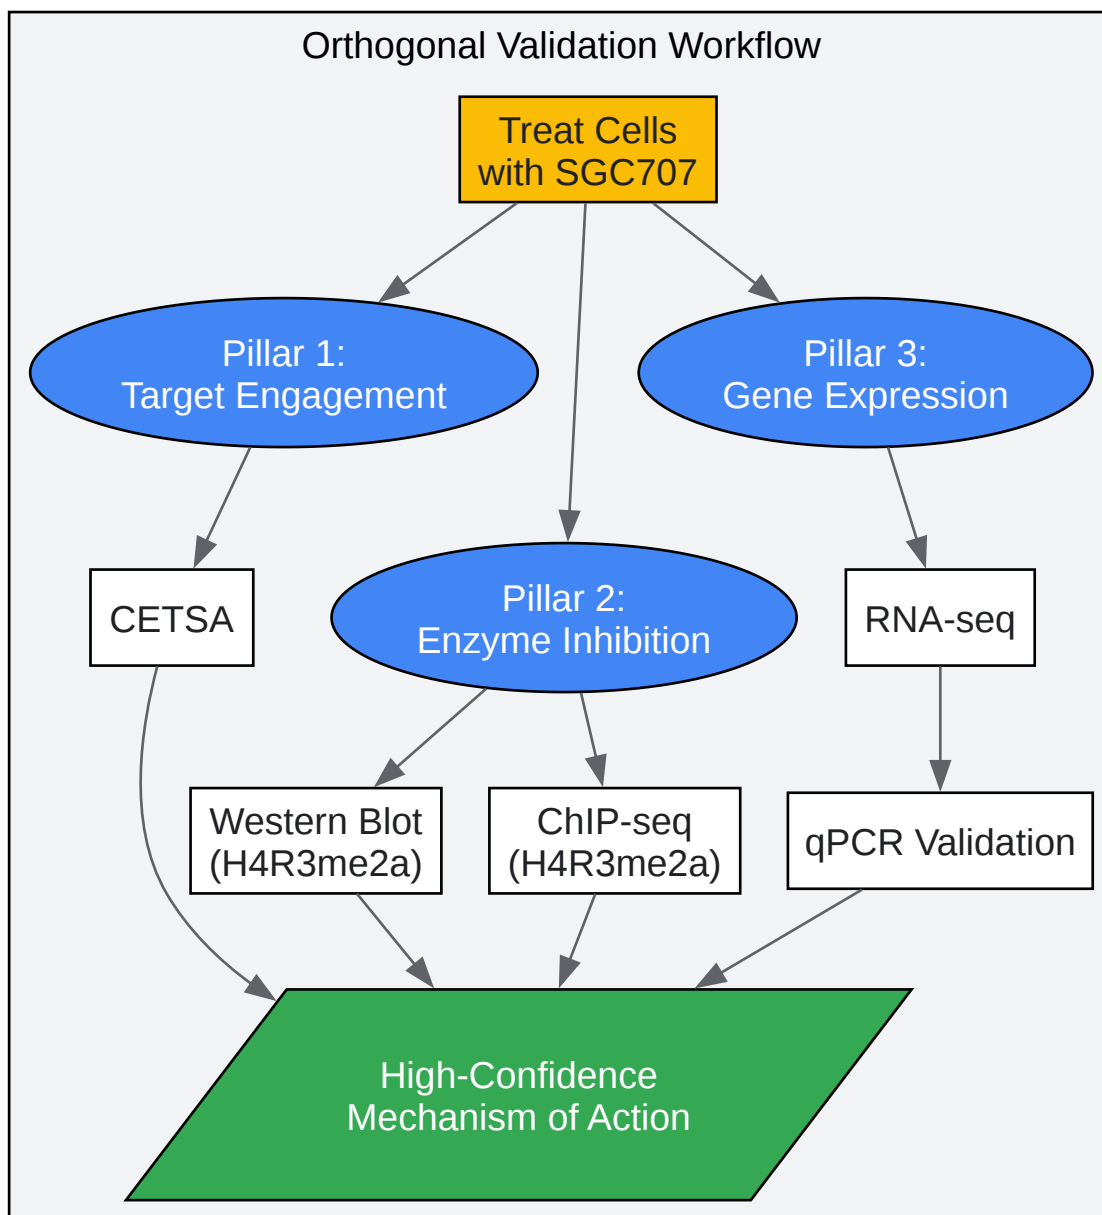 Orthogonal Validation Workflow
Treat Cells
with SGC707
Pillar 1:
Target Engagement
Pillar 3:
Gene Expression
CETSA
Pillar 2:
Enzyme Inhibition
RNA-seq
Western Blot
(H4R3me2a)
ChIP-seq
(H4R3me2a)
qPCR Validation
High-Confidence
Mechanism of Action